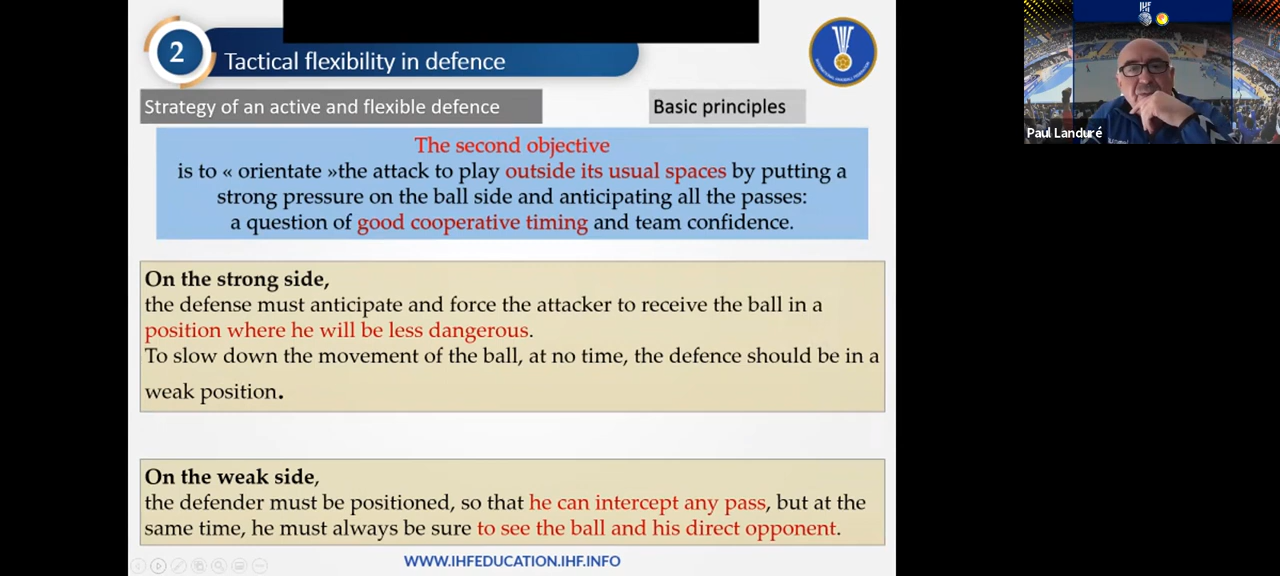 2
Tactical flexibility in defence
Strategy of an active and flexible defence
Basic principles
The second objective
is to « orientate »the attack to play outside its usual spaces by putting a
strong pressure on the ball side and anticipating all the passes:
a question of good cooperative timing and team confidence.
On the strong side,
the defense must anticipate and force the attacker to receive the ball in a
position where he will be less dangerous.
To slow down the movement of the ball, at no time, the defence should be in a
weak position.
On the weak side,
the defender must be positioned, so that he can intercept any pass, but at the
same time, he must always be sure to see the ball and his direct opponent.
WWW.IHFEDUCATION.IHF.INFO
IHF
Paul Landuré